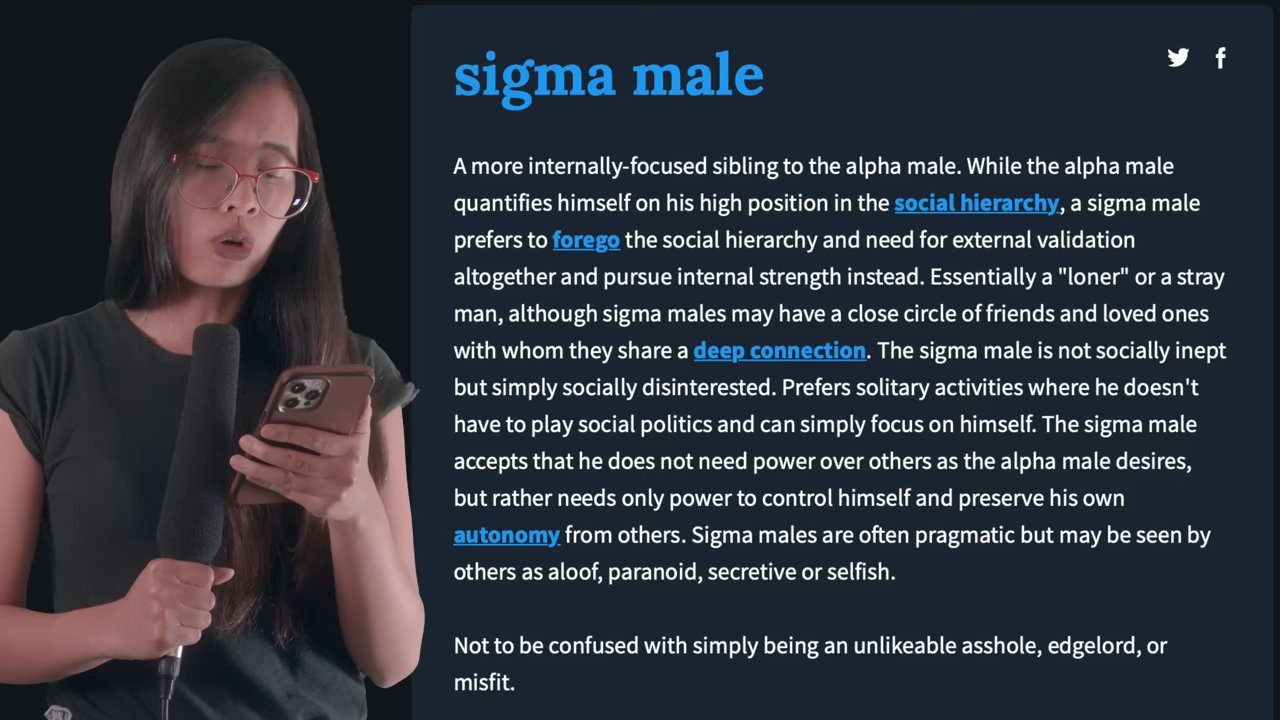 sigma male
A more internally-focused sibling to the alpha male. While the alpha male
quantifies himself on his high position in the social hierarchy, a sigma male
prefers to forego the social hierarchy and need for external validation
altogether and pursue internal strength instead. Essentially a "loner" or a stray
man, although sigma males may have a close circle of friends and loved ones
with whom they share a deep connection. The sigma male is not socially inept
but simply socially disinterested. Prefers solitary activities where he doesn't
have to play social politics and can simply focus on himself. The sigma male
accepts that he does not need power over others as the alpha male desires,
but rather needs only power to control himself and preserve his own
autonomy from others. Sigma males are often pragmatic but may be seen by
others as aloof, paranoid, secretive or selfish.
Not to be confused with simply being an unlikeable asshole, edgelord, or
misfit.